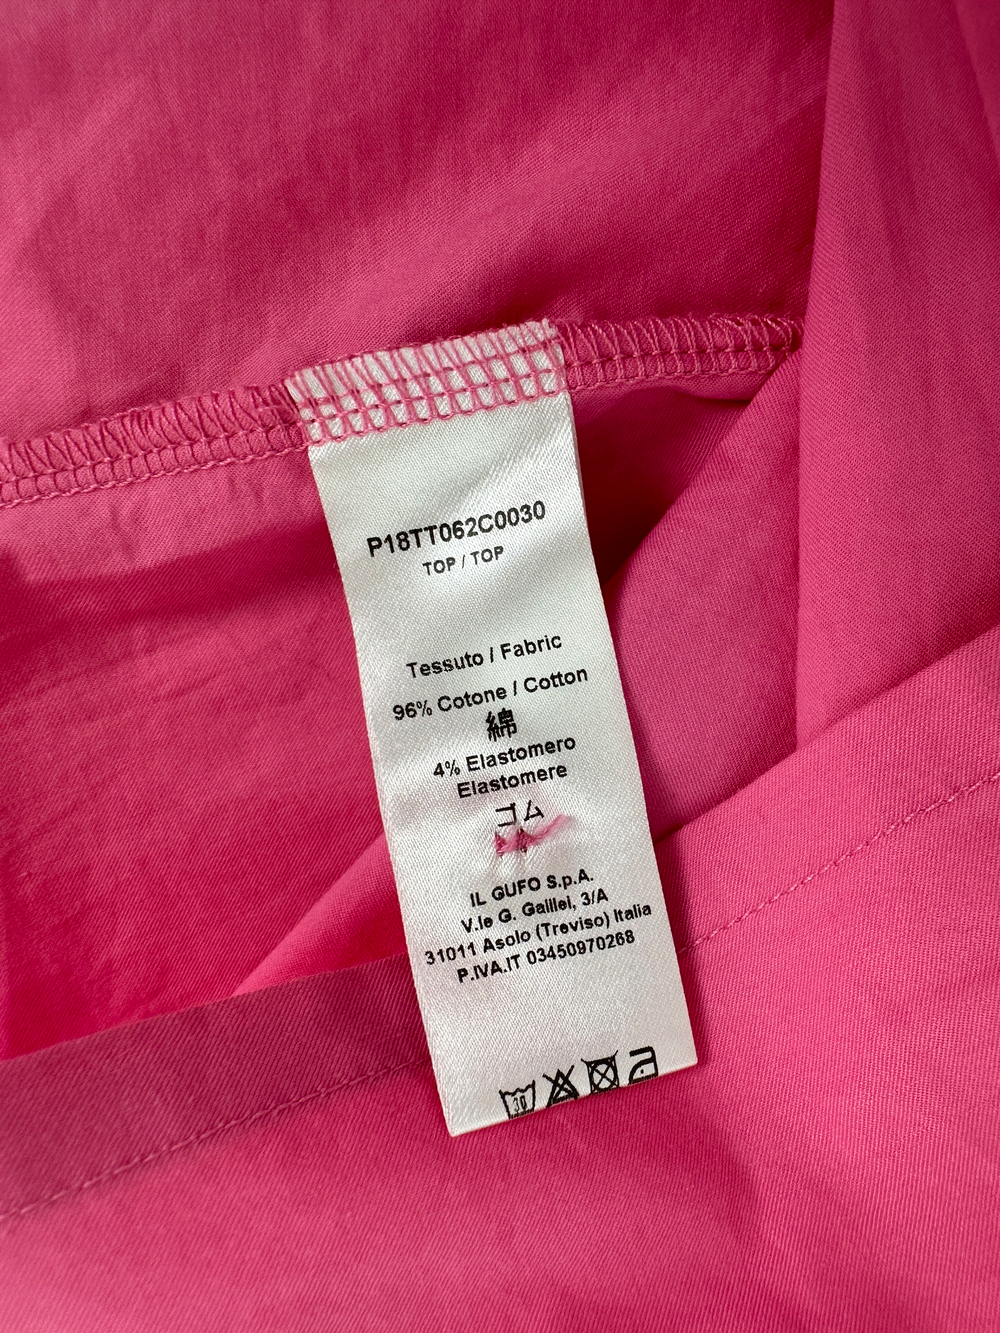 P18TT062C0030
TOP / TOP
Tessuto / Fabric
96% Cotone / Cotton
綿
4% Elastomero
Elastomere
ゴム
IL GUFO S.p.A.
V.le G. Galilei, 3/A
31011 Asolo (Treviso) Italia
P.IVA.IT 03450970268
30